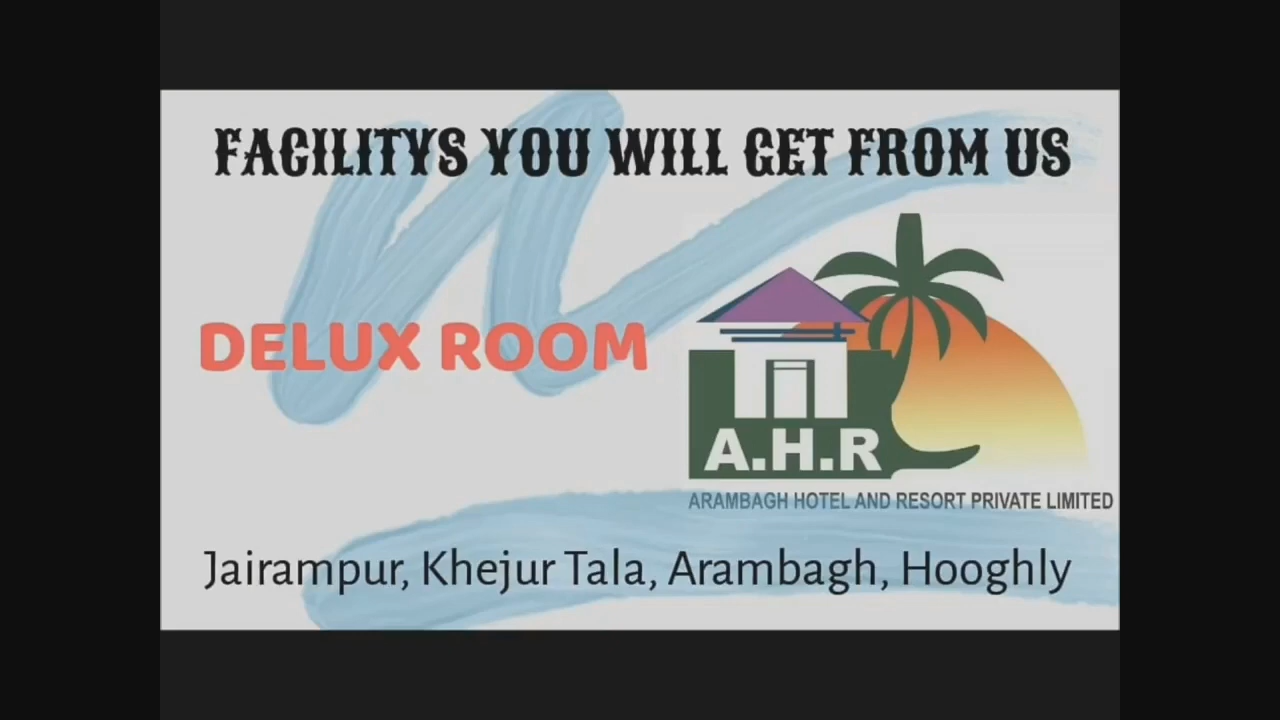 FACILITYS YOU WILL GET FROM US
DELUX ROOM
A.H.R
ARAMBAGH HOTEL AND RESORT PRIVATE LIMITED
Jairampur, Khejur Tala, Arambagh, Hooghly